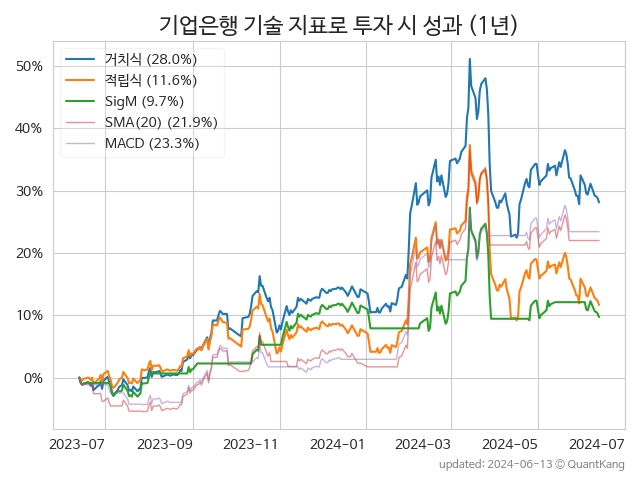 기업은행 기술 지표로 투자 시 성과 (1년)
거치식 (28.0%)
적립식 (11.6%)
SigM (9.7%)
SMA(20) (21.9%)
MACD (23.3%)
50%
40%
30%
20%
10%
0%
2023-07 2023-09 2023-11 2024-01 2024-03 2024-05 2024-07
updated: 2024-06-13 © QuantKang